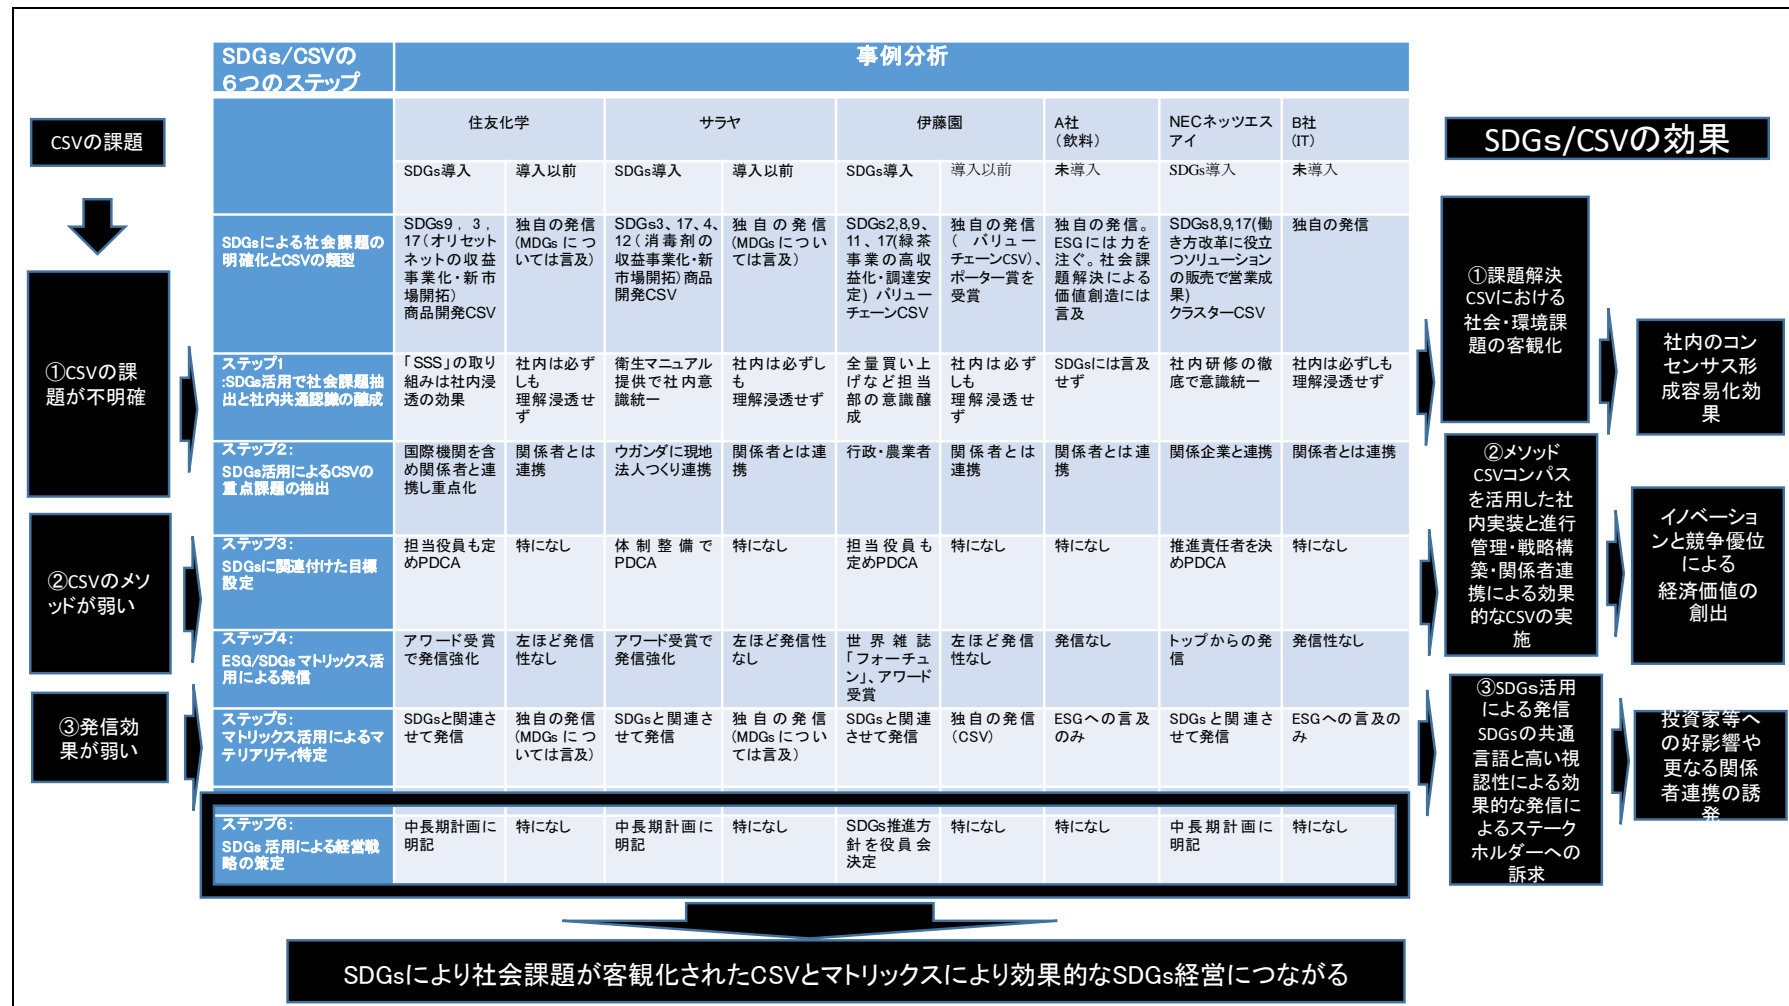 SDGs/CSVの
6つのステップ
事例分析
CSVの課題
住友化学
サラヤ
伊藤園
A社
(飲料)
NECネッツエス
アイ
B社
(IT)
SDGs/CSVの効果
SDGs導入
導入以前
SDGs導入
導入以前
SDGs導入
導入以前
未導入
SDGs導入
未導入
SDGsによる社会課題の
明確化とCSVの類型
SDGs9，3，
17(オリセット
ネットの収益
事業化・新市
場開拓)
商品開発CSV
独自の発信
(MDGsにつ
いては言及)
SDGs3、17、4、
12(消毒剤の
収益事業化・新
市場開拓)商品
開発CSV
独自の発信
(MDGsについ
ては言及)
SDGs2,8,9、
11、17(緑茶
事業の高収
益化・調達安
定) バリュー
チェーンCSV
独自の発信
(バリュー
チェーンCSV)、
ポーター賞を
受賞
独自の発信。
ESGには力を
注ぐ。社会課
題解決による
価値創造には
言及
SDGs8,9,17(働
き方改革に役立
つソリューション
の販売で営業成
果)
クラスターCSV
独自の発信
ステップ1
:SDGs活用で社会課題抽
出と社内共通認識の醸成
「SSS」の取り
組みは社内浸
透の効果
社内は必ず
しも
理解浸透せ
ず
衛生マニュアル
提供で社内意
識統一
社内は必ずし
も
理解浸透せず
全量買い上
げなど担当
部の意識醸
成
社内は必ず
しも
理解浸透せ
ず
SDGsには言及
せず
社内研修の徹
底で意識統一
社内は必ずしも
理解浸透せず
ステップ2:
SDGs活用によるCSVの
重点課題の抽出
国際機関を含
め関係者と連
携し重点化
関係者とは
連携
ウガンダに現地
法人つくり連携
関係者とは連
携
行政・農業者
関係者とは
連携
関係者とは連
携
関係企業と連携
関係者とは連携
ステップ3:
SDGsに関連付けた目標
設定
担当役員も定
めPDCA
特になし
体制整備で
PDCA
特になし
担当役員も
定めPDCA
特になし
特になし
推進責任者を決
めPDCA
特になし
ステップ4:
ESG/SDGsマトリックス活
用による発信
アワード受賞
で発信強化
左ほど発信
性なし
アワード受賞で
発信強化
左ほど発信性
なし
世界雑誌
「フォーチュ
ン」、アワード
受賞
左ほど発信
性なし
発信なし
トップからの発
信
発信性なし
ステップ5:
マトリックス活用によるマ
テリアリティ特定
SDGsと関連さ
せて発信
独自の発信
(MDGsにつ
いては言及)
SDGsと関連さ
せて発信
独自の発信
(MDGsについ
ては言及)
SDGsと関連
させて発信
独自の発信
(CSV)
ESGへの言及
のみ
SDGsと関連さ
せて発信
ESGへの言及の
み
ステップ6:
SDGs活用による経営戦
略の策定
中長期計画に
明記
特になし
中長期計画に
明記
特になし
SDGs推進方
針を役員会
決定
特になし
特になし
中長期計画に
明記
特になし
①CSVの課
題が不明確
②CSVのメソ
ッドが弱い
③発信効
果が弱い
①課題解決
CSVにおける
社会・環境課
題の客観化
社内のコン
センサス形
成容易化効
果
②メソッド
CSVコンパス
を活用した社
内実装と進行
管理・戦略構
築・関係者連
携による効果
的なCSVの実
施
イノベーショ
ンと競争優位
による
経済価値の
創出
③SDGs活用
による発信
SDGsの共通
言語と高い視
認性による効
果的な発信に
よるステーク
ホルダーへの
訴求
投資家等へ
の好影響や
更なる関係
者連携の誘
発
SDGsにより社会課題が客観化されたCSVとマトリックスにより効果的なSDGs経営につながる